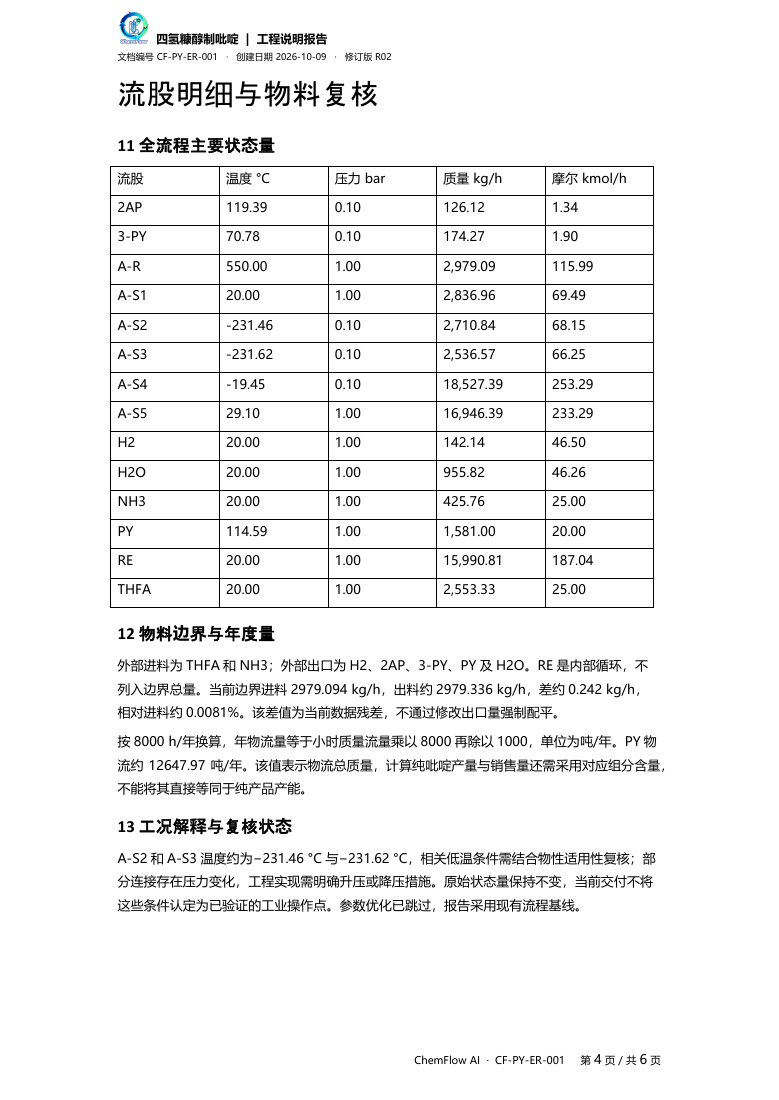 四氢糠醇制吡啶 | 工程说明报告
文档编号 CF-PY-ER-001 · 创建日期 2026-10-09 · 修订版 R02
流股明细与物料复核
11 全流程主要状态量
流股 温度 °C 压力 bar 质量 kg/h 摩尔 kmol/h
2AP 119.39 0.10 126.12 1.34
3-PY 70.78 0.10 174.27 1.90
A-R 550.00 1.00 2,979.09 115.99
A-S1 20.00 1.00 2,836.96 69.49
A-S2 -231.46 0.10 2,710.84 68.15
A-S3 -231.62 0.10 2,536.57 66.25
A-S4 -19.45 0.10 18,527.39 253.29
A-S5 29.10 1.00 16,946.39 233.29
H2 20.00 1.00 142.14 46.50
H2O 20.00 1.00 955.82 46.26
NH3 20.00 1.00 425.76 25.00
PY 114.59 1.00 1,581.00 20.00
RE 20.00 1.00 15,990.81 187.04
THFA 20.00 1.00 2,553.33 25.00
12 物料边界与年度量
外部进料为 THFA 和 NH3；外部出口为 H2、2AP、3-PY、PY 及 H2O。RE 是内部循环，不
列入边界总量。当前边界进料 2979.094 kg/h，出料约 2979.336 kg/h，差约 0.242 kg/h，
相对进料约 0.0081%。该差值为当前数据残差，不通过修改出口量强制配平。
按 8000 h/年换算，年物流量等于小时质量流量乘以 8000 再除以 1000，单位为吨/年。PY 物
流约 12647.97 吨/年。该值表示物流总质量，计算纯吡啶产量与销售量还需采用对应组分含量，
不能将其直接等同于纯产品产能。
13 工况解释与复核状态
A-S2 和 A-S3 温度约为−231.46 °C 与−231.62 °C，相关低温条件需结合物性适用性复核；部
分连接存在压力变化，工程实现需明确升压或降压措施。原始状态量保持不变，当前交付不将
这些条件认定为已验证的工业操作点。参数优化已跳过，报告采用现有流程基线。
ChemFlow AI · CF-PY-ER-001 第 4 页 / 共 6 页